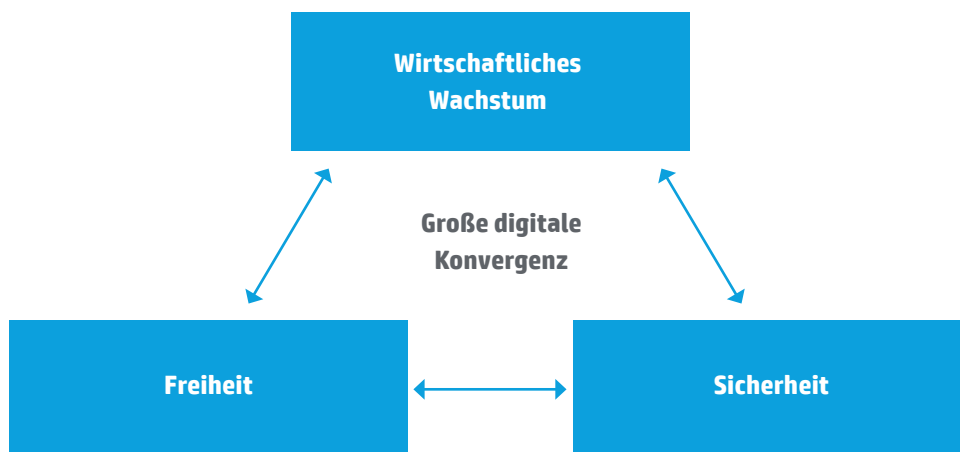 Wirtschaftliches
Wachstum
Große digitale
Konvergenz
Freiheit
Sicherheit